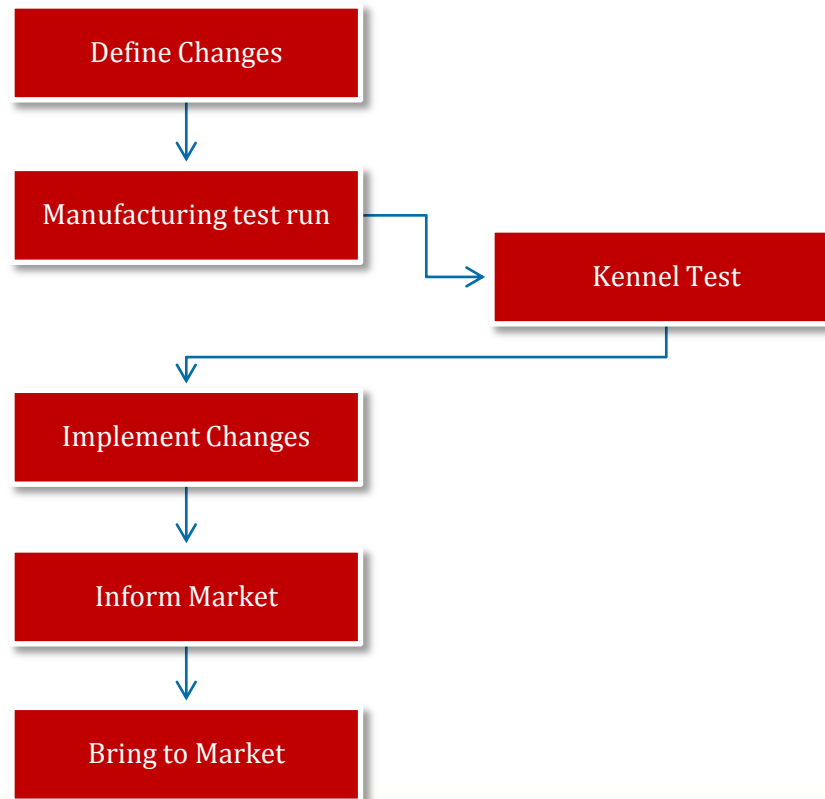 Define Changes
Manufacturing test run
Kennel Test
Implement Changes
Inform Market
Bring to Market